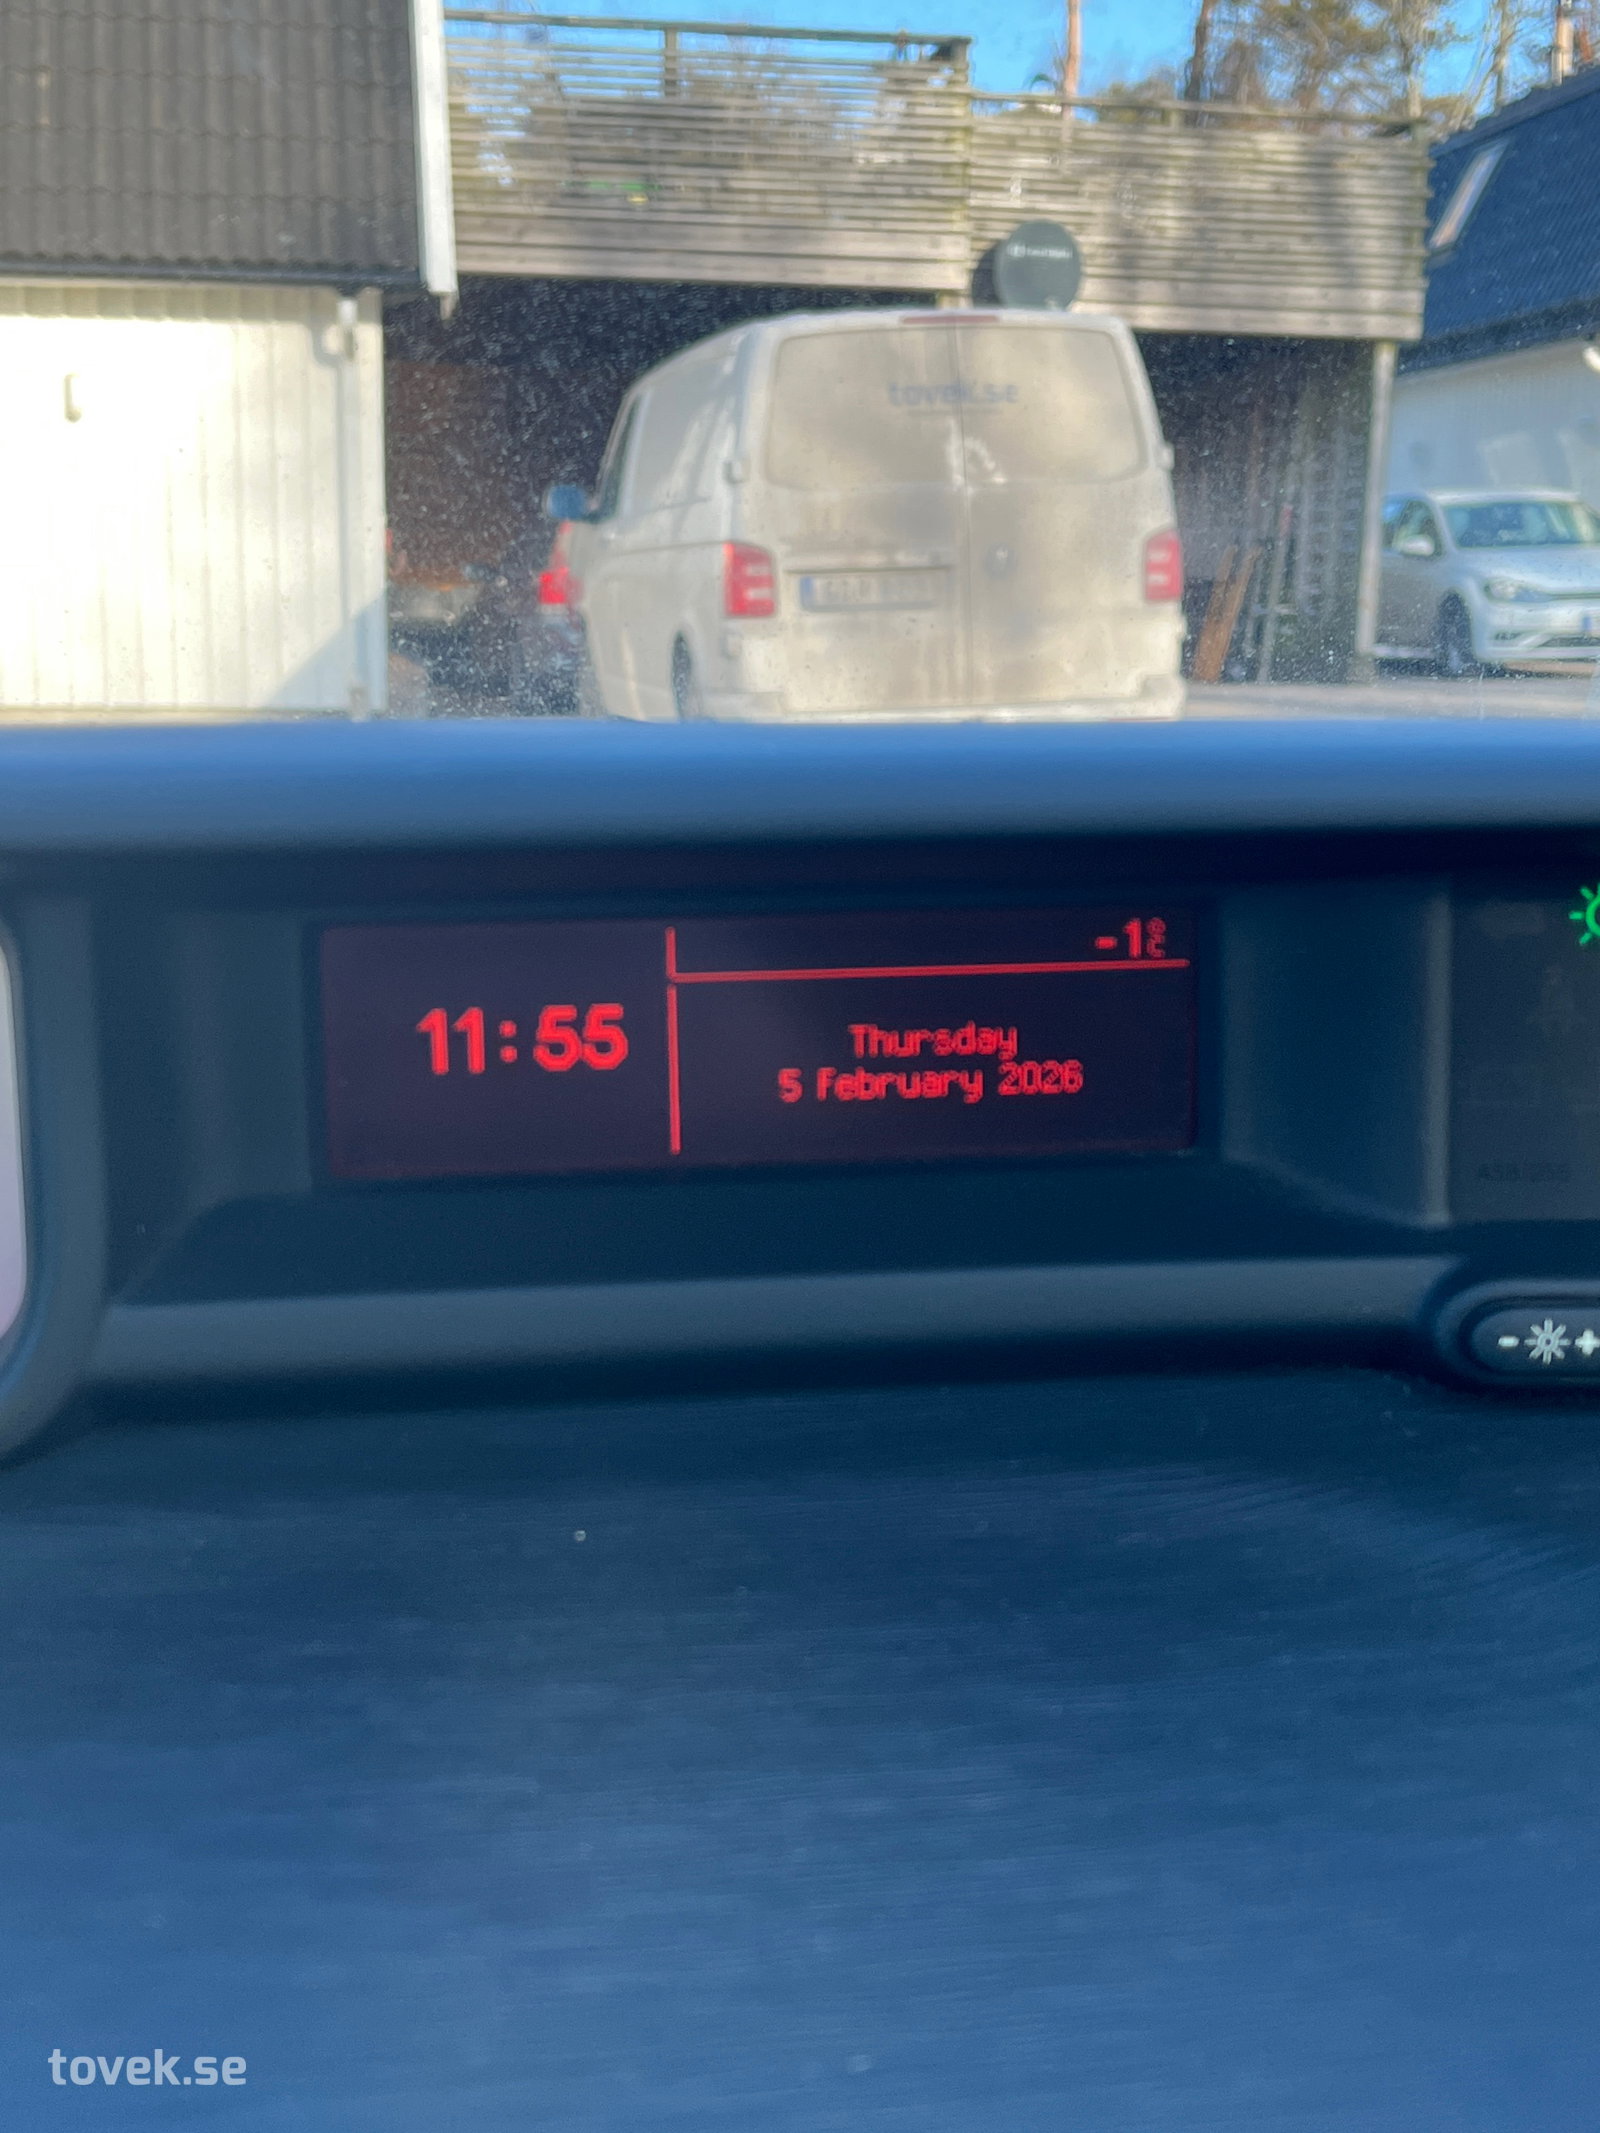 tovek.se
-1°C
11:55
Thursday
5 February 2026
- +
tovek.se